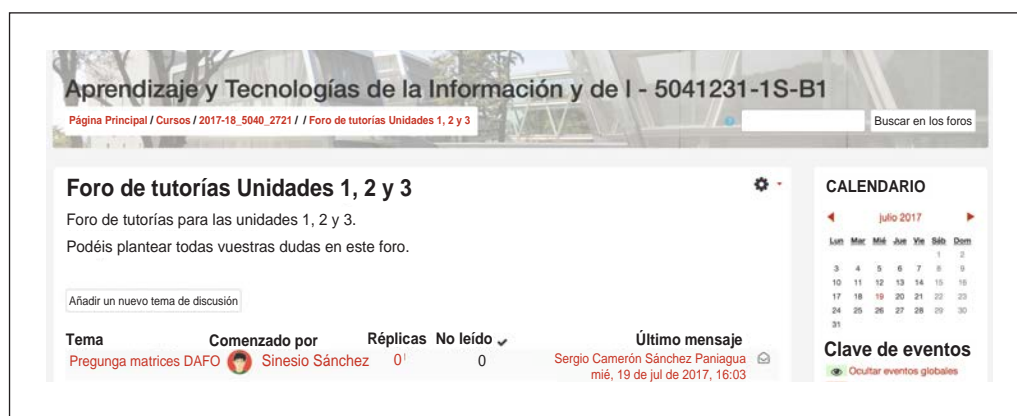 Aprendizaje y Tecnologías de la Información y de l - 5041231-1S-B1
Página Principal / Cursos / 2017-18_5040_2721 / / Foro de tutorías Unidades 1, 2 y 3
Buscar en los foros
Foro de tutorías Unidades 1, 2 y 3
Foro de tutorías para las unidades 1, 2 y 3.
Podéis plantear todas vuestras dudas en este foro.
Añadir un nuevo tema de discusión
Tema Comenzado por Réplicas No leído Último mensaje
Pregunga matrices DAFO Sinesio Sánchez 0 0 Sergio Camerón Sánchez Paniagua
mié, 19 de jul de 2017, 16:03
CALENDARIO
julio 2017
Lun Mar Mié Jue Vie Sáb Dom
1 2
3 4 5 6 7 8 9
10 11 12 13 14 15 16
17 18 19 20 21 22 23
24 25 26 27 28 29 30
31
Clave de eventos
Ocultar eventos globales